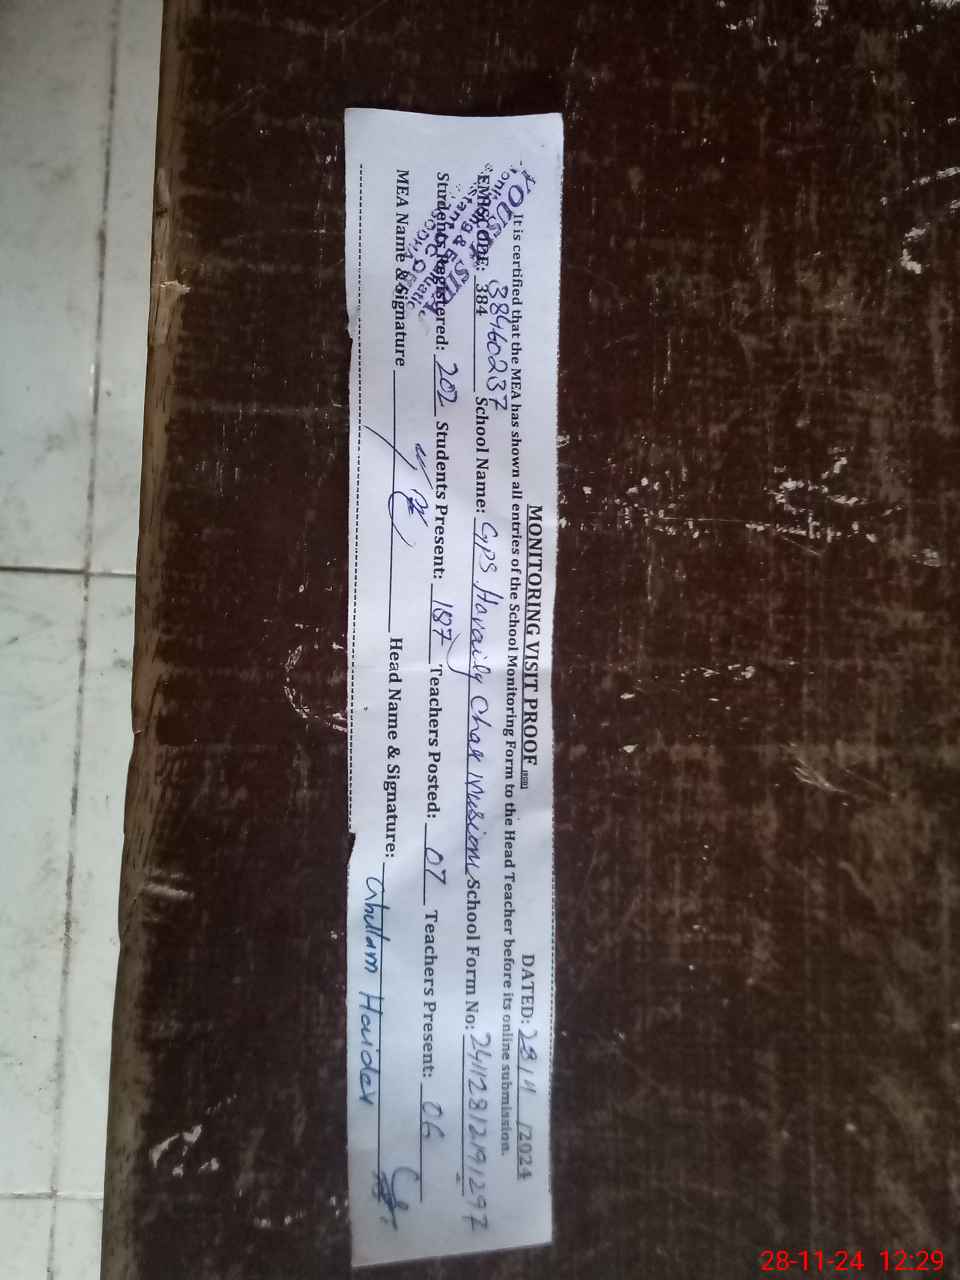 MONITORING VISIT PROOF
DATED: 28/11/2024
It is certified that the MEA has shown all entries of the School Monitoring Form to the Head Teacher before its online submission.
38460237
EMIS CODE: 384 School Name: GPS Havaily Chak School Form No: 24112812191297
Students Registered: 202 Students Present: 187 Teachers Posted: 07 Teachers Present: 06
MEA Name & Signature Head Name & Signature: Ghullam Haider
28-11-24 12:29